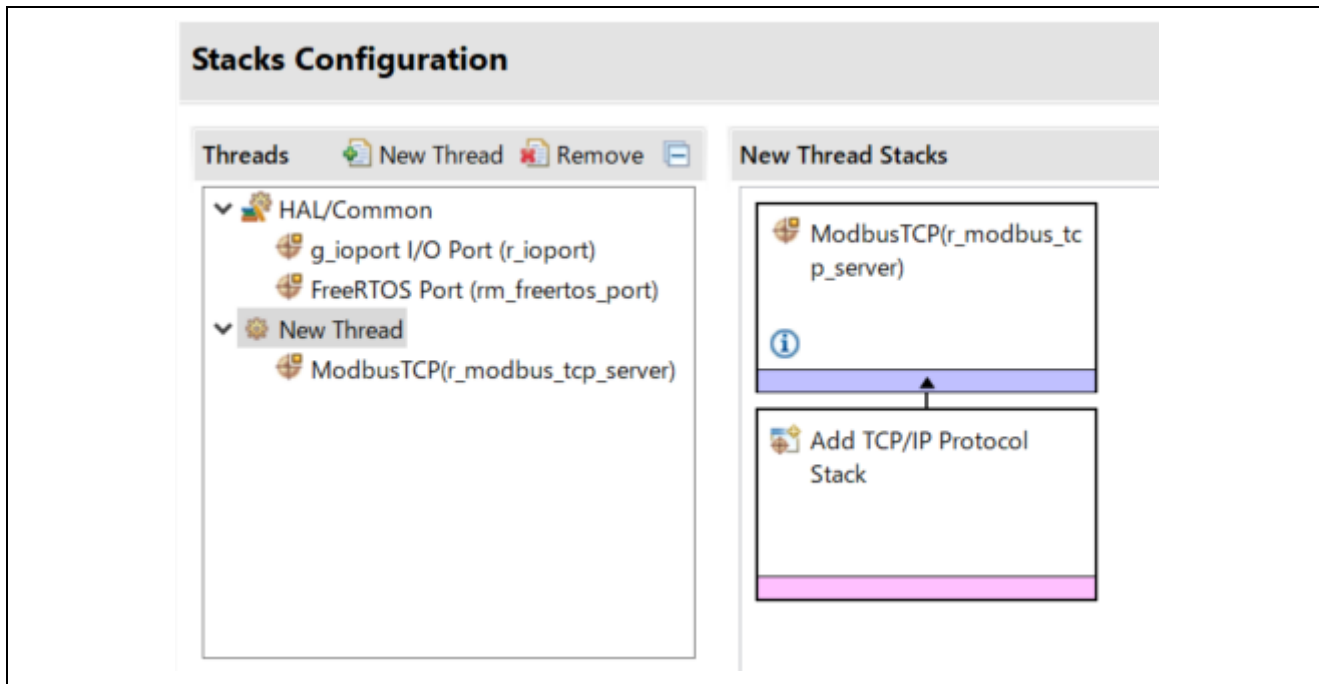 Stacks Configuration
Threads New Thread Remove
HAL/Common
g_ioport I/O Port (r_ioport)
FreeRTOS Port (rm_freertos_port)
New Thread
ModbusTCP(r_modbus_tcp_server)
New Thread Stacks
ModbusTCP(r_modbus_tc
p_server)
Add TCP/IP Protocol
Stack